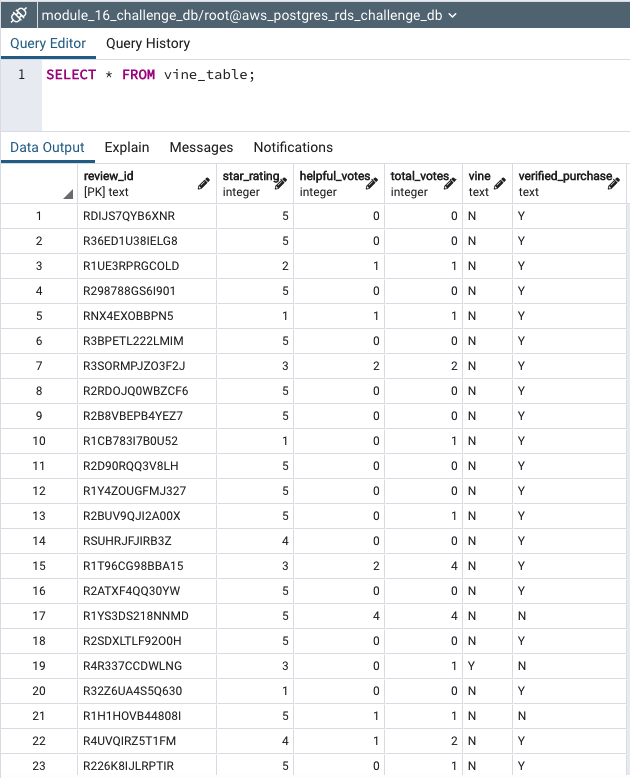 module_16_challenge_db/root@aws_postgres_rds_challenge_db
Query Editor Query History
1 SELECT * FROM vine_table;
Data Output Explain Messages Notifications
review_id star_rating helpful_votes total_votes vine verified_purchase
[PK] text integer integer integer text text
1 RDIJS7QYB6XNR 5 0 0 N Y
2 R36ED1U38IELG8 5 0 0 N Y
3 R1UE3RPRGCOLD 2 1 1 N Y
4 R298788GS6I901 5 0 0 N Y
5 RNX4EXOBBPN5 1 1 1 N Y
6 R3BPETL222LMIM 5 0 0 N Y
7 R3SORMPJZO3F2J 3 2 2 N Y
8 R2RDOJQ0WBZCF6 5 0 0 N Y
9 R2B8VBEPB4YEZ7 5 0 0 N Y
10 R1CB783I7B0U52 1 0 1 N Y
11 R2D90RQQ3V8LH 5 0 0 N Y
12 R1Y4ZOUGFMJ327 5 0 0 N Y
13 R2BUV9QJI2A00X 5 0 1 N Y
14 RSUHRJFJIRB3Z 4 0 0 N Y
15 R1T96CG98BBA15 3 2 4 N Y
16 R2ATXF4QQ30YW 5 0 0 N Y
17 R1YS3DS218NNMD 5 4 4 N N
18 R2SDXLTLF92O0H 5 0 0 N Y
19 R4R337CCDWLNG 3 0 1 Y N
20 R32Z6UA4S5Q630 1 0 0 N Y
21 R1H1HOVB44808I 5 1 1 N N
22 R4UVQIRZ5T1FM 4 1 2 N Y
23 R226K8IJLRPTIR 5 0 1 N Y